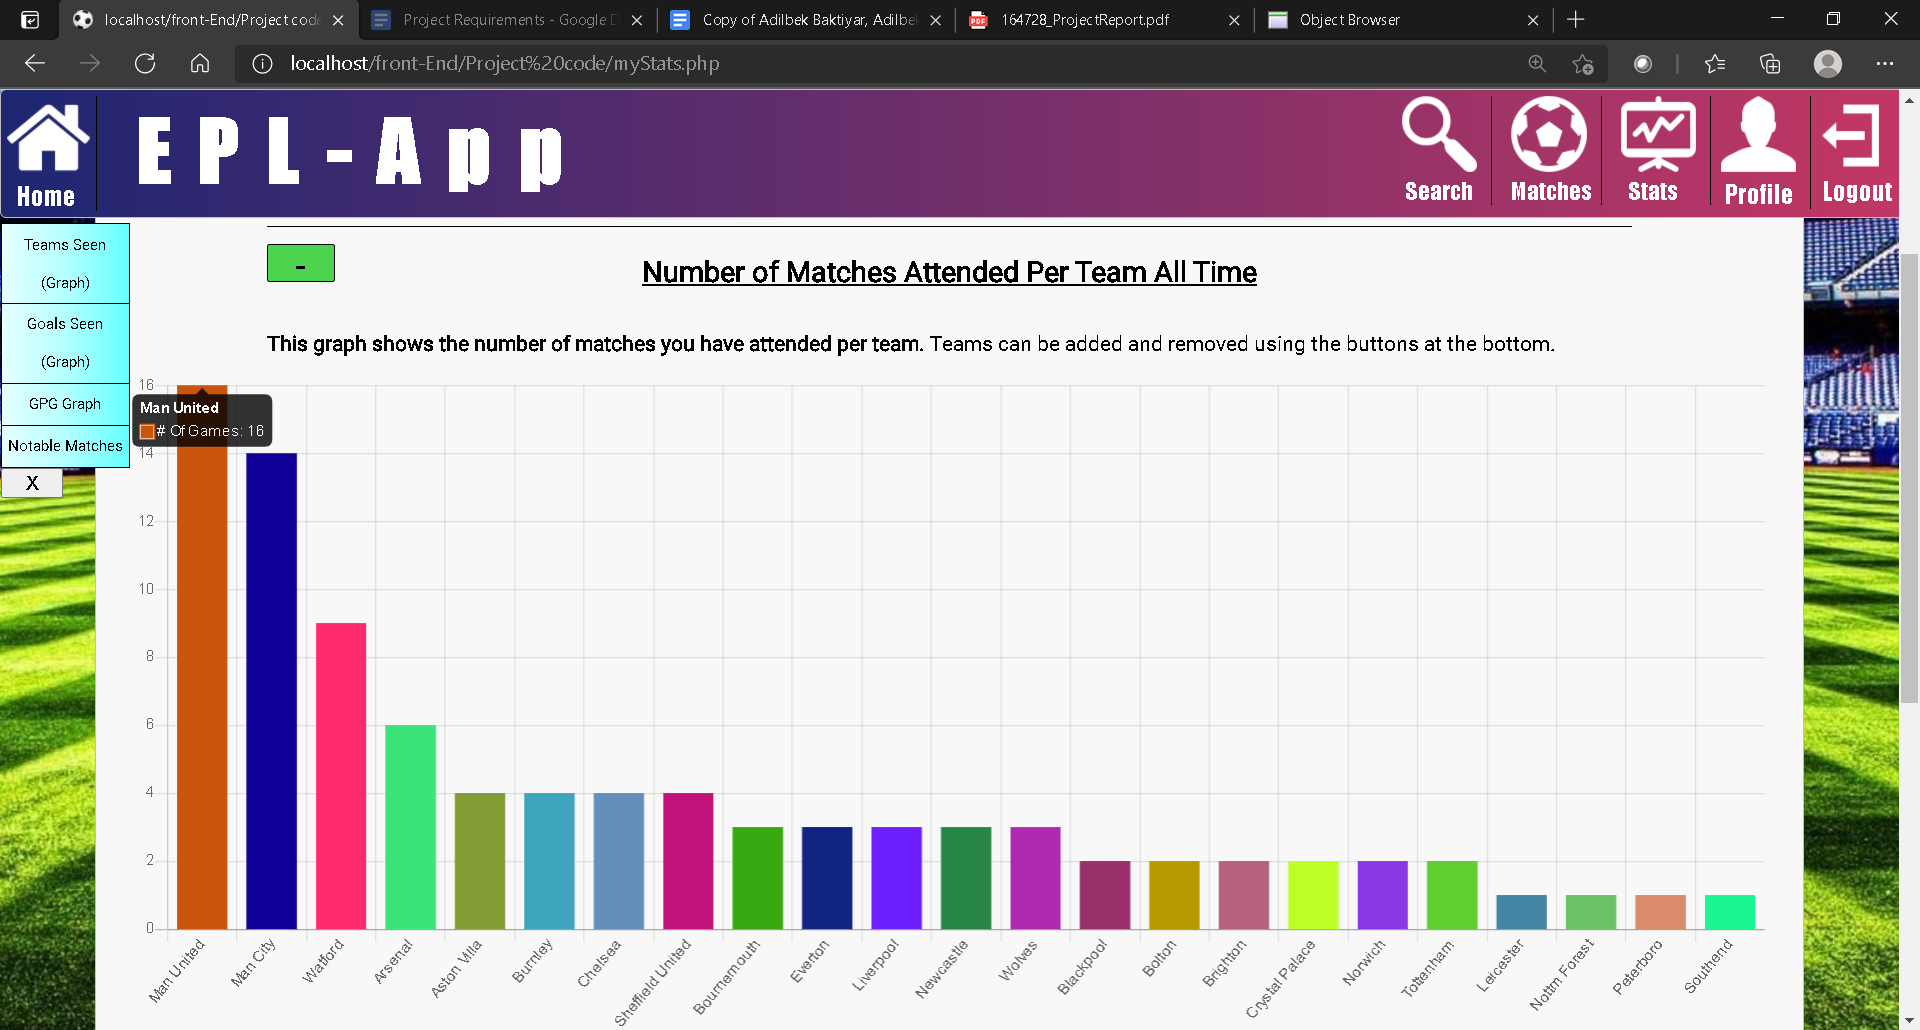 localhost/front-End/Project code
Project Requirements - Google D
Copy of Adilbek Baktiyar, Adilbe
164728_ProjectReport.pdf
Object Browser
localhost/front-End/Project%20code/myStats.php
Home
EPL-App
Search
Matches
Stats
Profile
Logout
Teams Seen
(Graph)
Goals Seen
(Graph)
GPG Graph
Notable Matches
X
-
Number of Matches Attended Per Team All Time
This graph shows the number of matches you have attended per team. Teams can be added and removed using the buttons at the bottom.
Man United
# Of Games: 16
16
14
12
10
8
6
4
2
0
Man United
Man City
Watford
Arsenal
Aston Villa
Burnley
Chelsea
Sheffield United
Bournemouth
Everton
Liverpool
Newcastle
Wolves
Blackpool
Bolton
Brighton
Crystal Palace
Norwich
Tottenham
Leicester
Nottm Forest
Peterboro
Southend